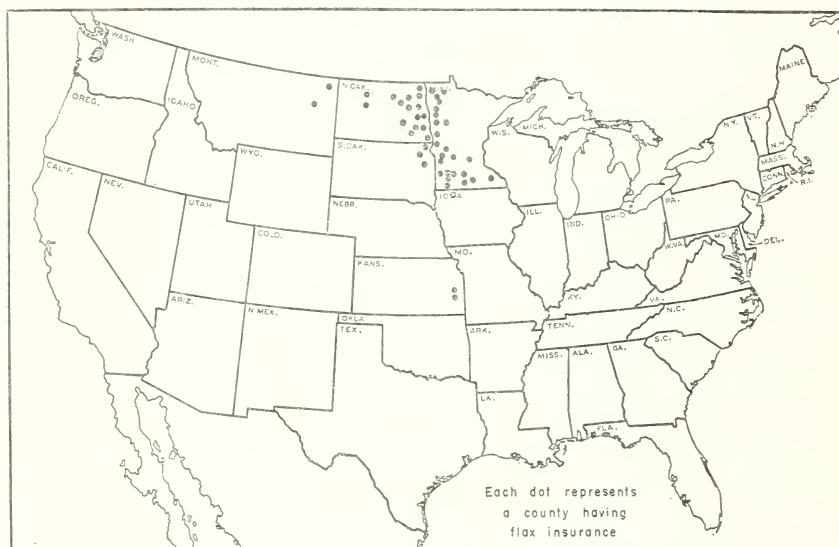 WASH.
MONT.
N.DAK.
MAINE
OREG.
IDAHO
WIS.
MICH.
N.Y.
VT.
N.H.
S.DAK.
MASS.
WYO.
CONN.
R.I.
CALIF.
NEV.
IOWA
NEBR.
PA.
N.J.
UTAH
ILL.
IND.
OHIO
COLO.
MD.
DEL.
MO.
W.VA.
KANS.
KY.
VA.
ARIZ.
N.MEX.
OKLA.
N.C.
TENN.
TEX.
ARK.
S.C.
MISS.
ALA.
GA.
LA.
FLA.
Each dot represents
a county having
flax insurance